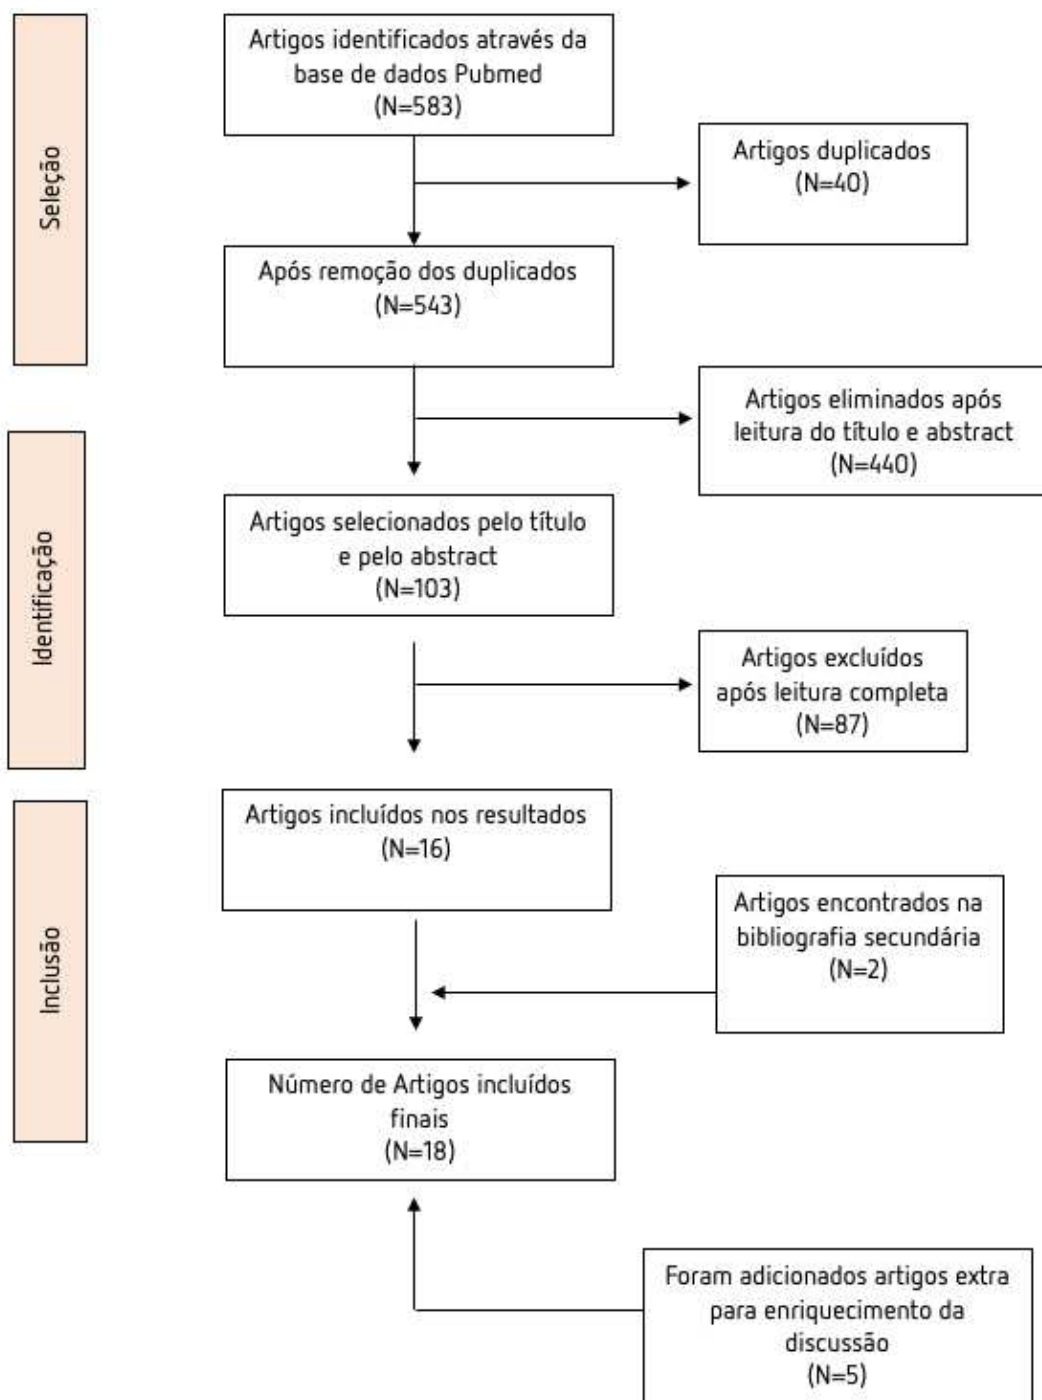 Seleção
Artigos identificados através da
base de dados Pubmed
(N=583)
Artigos duplicados
(N=40)
Após remoção dos duplicados
(N=543)
Artigos eliminados após
leitura do título e abstract
(N=440)
Identificação
Artigos selecionados pelo título
e pelo abstract
(N=103)
Artigos excluídos
após leitura completa
(N=87)
Inclusão
Artigos incluídos nos resultados
(N=16)
Artigos encontrados na
bibliografia secundária
(N=2)
Número de Artigos incluídos
finais
(N=18)
Foram adicionados artigos extra
para enriquecimento da
discussão
(N=5)